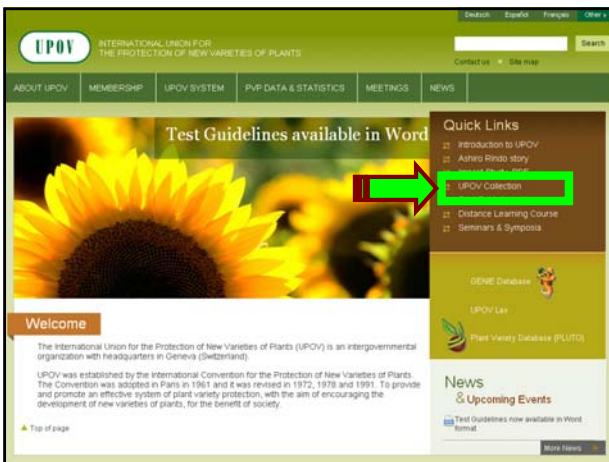 Deutsch Español Français Other
UPOV
INTERNATIONAL UNION FOR
THE PROTECTION OF NEW VARIETIES OF PLANTS
Search
Contact us Site map
ABOUT UPOV MEMBERSHIP UPOV SYSTEM PVP DATA & STATISTICS MEETINGS NEWS
Test Guidelines available in Word
Quick Links
Introduction to UPOV
Ashiro Rindo story
UPOV Collection
Distance Learning Course
Seminars & Symposia
GENIE Database
UPOV Lex
Plant Variety Database (PLUTO)
Welcome
The International Union for the Protection of New Varieties of Plants (UPOV) is an intergovernmental
organization with headquarters in Geneva (Switzerland).
UPOV was established by the International Convention for the Protection of New Varieties of Plants.
The Convention was adopted in Paris in 1961 and it was revised in 1972, 1978 and 1991. To provide
and promote an effective system of plant variety protection, with the aim of encouraging the
development of new varieties of plants, for the benefit of society.
Top of page
News
& Upcoming Events
Test Guidelines now available in Word
format
More News